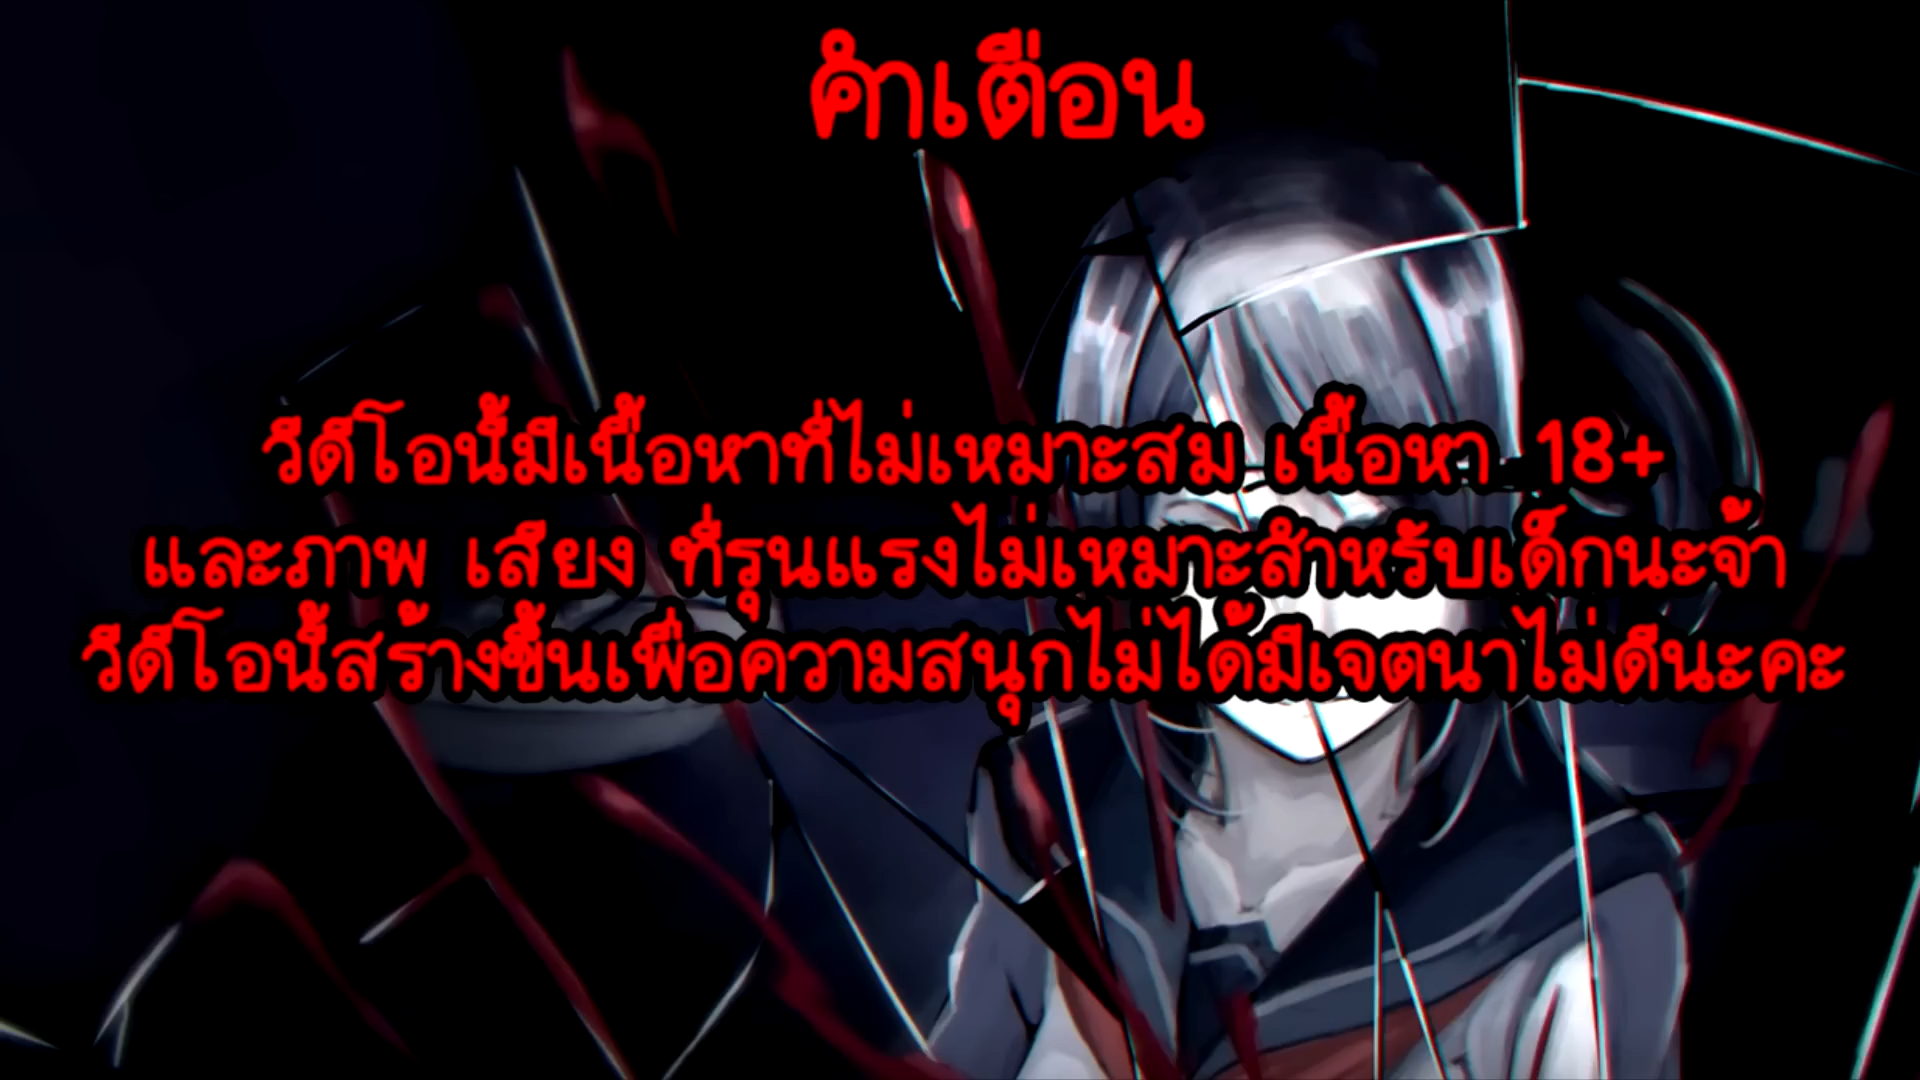 คำเตือน
วีดีโอนี้มีเนื้อหาที่ไม่เหมาะสม เนื้อหา 18+
และภาพ เสียง ที่รุนแรงไม่เหมาะสำหรับเด็กนะจ้า
วีดีโอนี้สร้างขึ้นเพื่อความสนุกไม่ได้มีเจตนาไม่ดีนะคะ